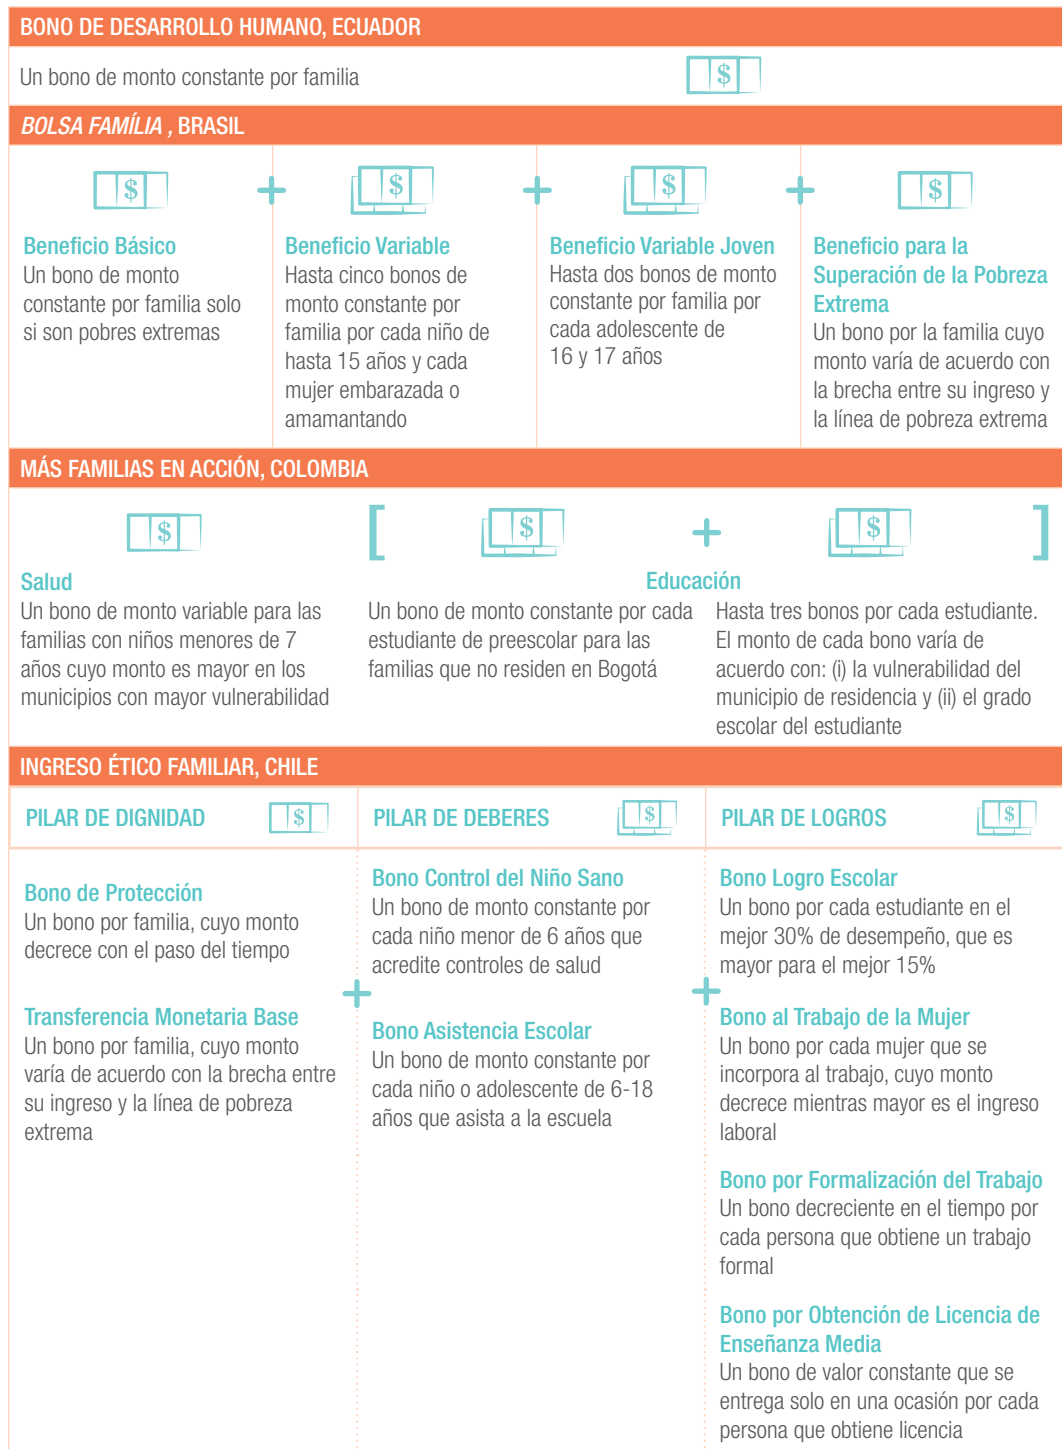 BONO DE DESARROLLO HUMANO, ECUADOR
Un bono de monto constante por familia
$
BOLSA FAMÍLIA , BRASIL
$
+
$
+
$
+
$
Beneficio Básico
Un bono de monto
constante por familia solo
si son pobres extremas
Beneficio Variable
Hasta cinco bonos de
monto constante por
familia por cada niño de
hasta 15 años y cada
mujer embarazada o
amamantando
Beneficio Variable Joven
Hasta dos bonos de monto
constante por familia por
cada adolescente de
16 y 17 años
Beneficio para la
Superación de la Pobreza
Extrema
Un bono por la familia cuyo
monto varía de acuerdo con
la brecha entre su ingreso y
la línea de pobreza extrema
MÁS FAMILIAS EN ACCIÓN, COLOMBIA
$
[
$
+
$
]
Salud
Un bono de monto variable para las
familias con niños menores de 7
años cuyo monto es mayor en los
municipios con mayor vulnerabilidad
Educación
Un bono de monto constante por cada
estudiante de preescolar para las
familias que no residen en Bogotá
Hasta tres bonos por cada estudiante.
El monto de cada bono varía de
acuerdo con: (i) la vulnerabilidad del
municipio de residencia y (ii) el grado
escolar del estudiante
INGRESO ÉTICO FAMILIAR, CHILE
PILAR DE DIGNIDAD
$
PILAR DE DEBERES
$
PILAR DE LOGROS
$
Bono de Protección
Un bono por familia, cuyo monto
decrece con el paso del tiempo
Transferencia Monetaria Base
Un bono por familia, cuyo monto
varía de acuerdo con la brecha entre
su ingreso y la línea de pobreza
extrema
+
Bono Control del Niño Sano
Un bono de monto constante por
cada niño menor de 6 años que
acredite controles de salud
Bono Asistencia Escolar
Un bono de monto constante por
cada niño o adolescente de 6-18
años que asista a la escuela
+
Bono Logro Escolar
Un bono por cada estudiante en el
mejor 30% de desempeño, que es
mayor para el mejor 15%
Bono al Trabajo de la Mujer
Un bono por cada mujer que se
incorpora al trabajo, cuyo monto
decrece mientras mayor es el ingreso
laboral
Bono por Formalización del Trabajo
Un bono decreciente en el tiempo por
cada persona que obtiene un trabajo
formal
Bono por Obtención de Licencia de
Enseñanza Media
Un bono de valor constante que se
entrega solo en una ocasión por cada
persona que obtiene licencia